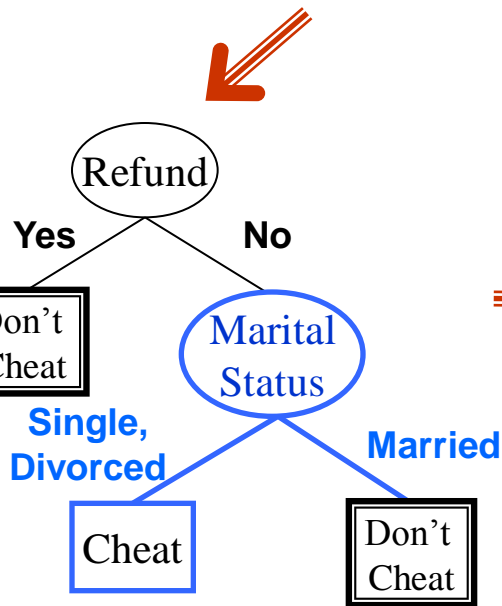 Refund
Yes
No
Don't
Cheat
Marital
Status
Single,
Divorced
Married
Cheat
Don't
Cheat